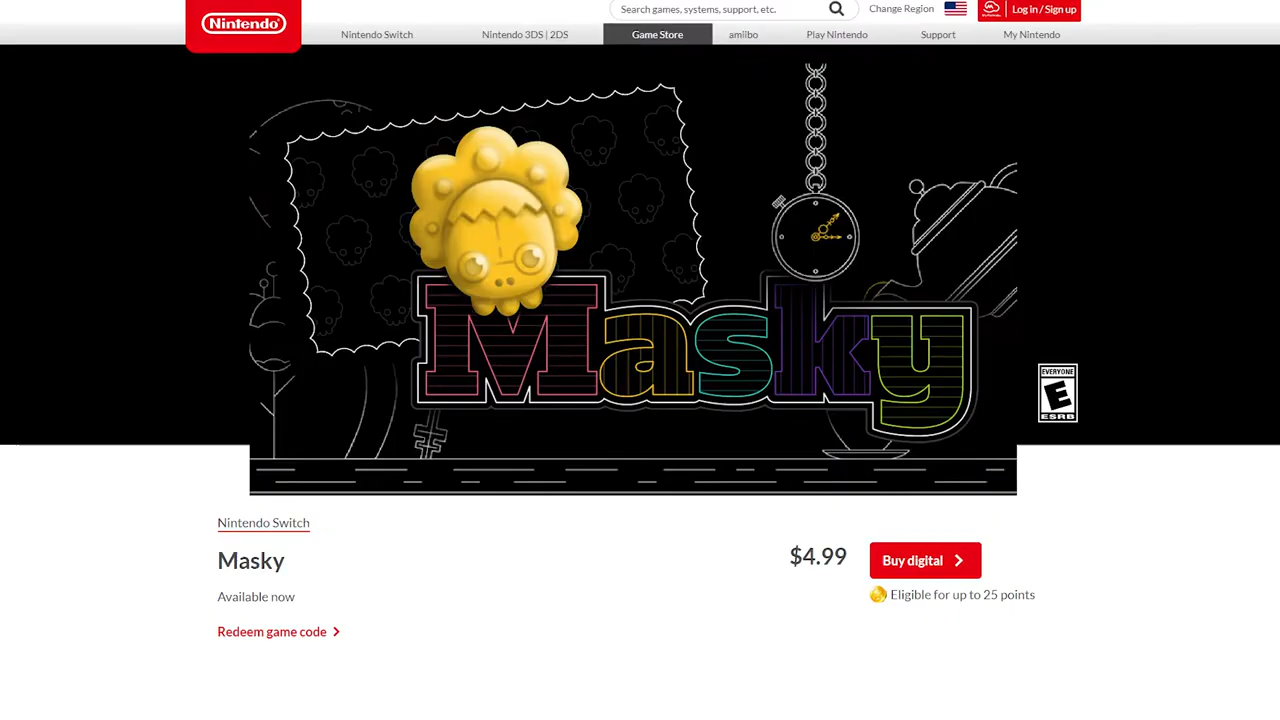 Nintendo
Search games, systems, support, etc.
Change Region
Log in / Sign up
Nintendo Switch
Nintendo 3DS | 2DS
Game Store
amiibo
Play Nintendo
Support
My Nintendo
Masky
EVERYONE
E
ESRB
Nintendo Switch
Masky
$4.99
Buy digital
Available now
Eligible for up to 25 points
Redeem game code